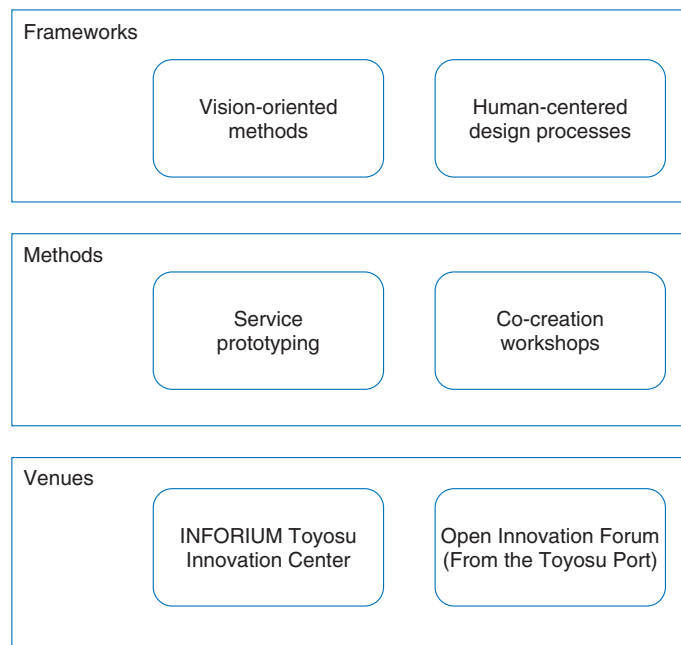 Frameworks
Vision-oriented
methods
Human-centered
design processes
Methods
Service
prototyping
Co-creation
workshops
Venues
INFORIUM Toyosu
Innovation Center
Open Innovation Forum
(From the Toyosu Port)